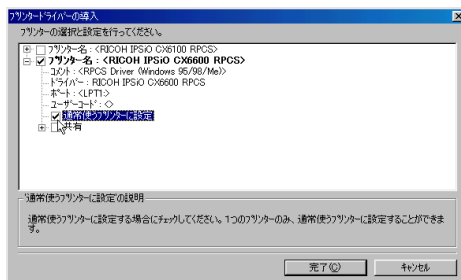 プリンタードライバーの導入
プリンターの選択と設定を行ってください。
プリンター名 : <RICOH IPSiO CX6100 RPCS>
プリンター名 : <RICOH IPSiO CX6600 RPCS>
コメント : <RPCS Driver (Windows 95/98/Me)>
ドライバー : RICOH IPSiO CX6600 RPCS
ポート : <LPT1:>
ユーザーコード : <>
通常使うプリンターに設定
共有
'通常使うプリンターに設定'の説明
通常使うプリンターに設定する場合にチェックしてください。1つのプリンターのみ、通常使うプリンターに設定することができま
す。
完了(C)
キャンセル